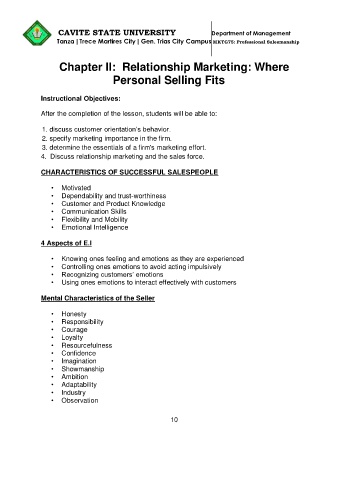 CAVITE STATE UNIVERSITY
Department of Management
Tanza | Trece Martires City | Gen. Trias City Campus
MKTG75: Professional Salesmanship
Chapter II: Relationship Marketing: Where
Personal Selling Fits
Instructional Objectives:
After the completion of the lesson, students will be able to:
1. discuss customer orientation's behavior.
2. specify marketing importance in the firm.
3. determine the essentials of a firm's marketing effort.
4. Discuss relationship marketing and the sales force.
CHARACTERISTICS OF SUCCESSFUL SALESPEOPLE
• Motivated
• Dependability and trust-worthiness
• Customer and Product Knowledge
• Communication Skills
• Flexibility and Mobility
• Emotional Intelligence
4 Aspects of E.I
• Knowing ones feeling and emotions as they are experienced
• Controlling ones emotions to avoid acting impulsively
• Recognizing customers' emotions
• Using ones emotions to interact effectively with customers
Mental Characteristics of the Seller
• Honesty
• Responsibility
• Courage
• Loyalty
• Resourcefulness
• Confidence
• Imagination
• Showmanship
• Ambition
• Adaptability
• Industry
• Observation
10